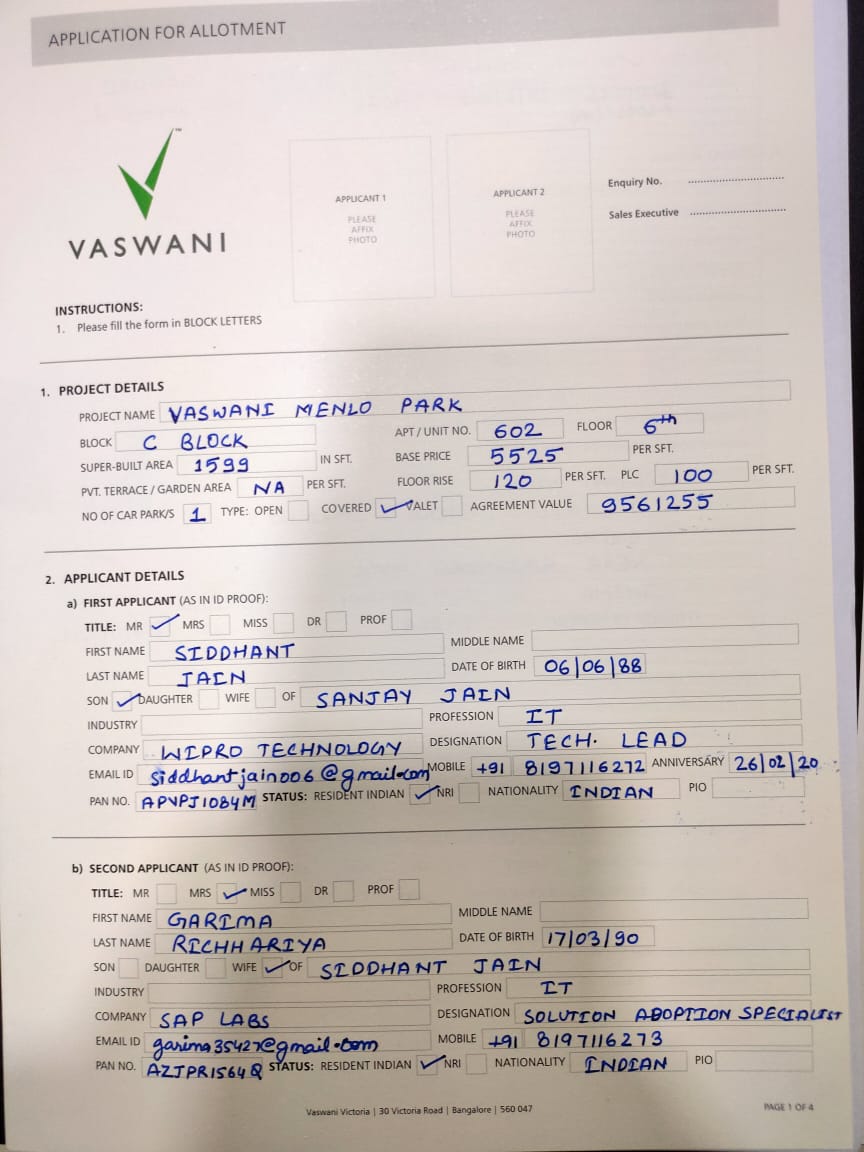 APPLICATION FOR ALLOTMENT
VASWANI
TM
APPLICANT 1
PLEASE
AFFIX
PHOTO
APPLICANT 2
PLEASE
AFFIX
PHOTO
Enquiry No. ..............................
Sales Executive ..............................
INSTRUCTIONS:
1. Please fill the form in BLOCK LETTERS
1. PROJECT DETAILS
PROJECT NAME VASWANI MENLO PARK
BLOCK C BLOCK APT / UNIT NO. 602 FLOOR 6th
SUPER-BUILT AREA 1599 IN SFT. BASE PRICE 5525 PER SFT.
PVT. TERRACE / GARDEN AREA NA PER SFT. FLOOR RISE 120 PER SFT. PLC 100 PER SFT.
NO OF CAR PARK/S 1 TYPE: OPEN COVERED ✓ VALET AGREEMENT VALUE 9561255
2. APPLICANT DETAILS
a) FIRST APPLICANT (AS IN ID PROOF):
TITLE: MR ✓ MRS MISS DR PROF
FIRST NAME SIDDHANT MIDDLE NAME
LAST NAME JAIN DATE OF BIRTH 06|06|88
SON ✓ DAUGHTER WIFE OF SANJAY JAIN
INDUSTRY PROFESSION IT
COMPANY WIPRO TECHNOLOGY DESIGNATION TECH. LEAD
EMAIL ID siddhantjain006@gmail.com MOBILE +91 8197116272 ANNIVERSARY 26|02|20
PAN NO. APVPJ1084M STATUS: RESIDENT INDIAN ✓ NRI NATIONALITY INDIAN PIO
b) SECOND APPLICANT (AS IN ID PROOF):
TITLE: MR MRS ✓ MISS DR PROF
FIRST NAME GARIMA MIDDLE NAME
LAST NAME RICHHARIYA DATE OF BIRTH 17|03|90
SON DAUGHTER WIFE ✓ OF SIDDHANT JAIN
INDUSTRY PROFESSION IT
COMPANY SAP LABS DESIGNATION SOLUTION ADOPTION SPECIALIST
EMAIL ID garima35427@gmail.com MOBILE +91 8197116273
PAN NO. AZJPR1564Q STATUS: RESIDENT INDIAN ✓ NRI NATIONALITY INDIAN PIO
Vaswani Victoria | 30 Victoria Road | Bangalore | 560 047
PAGE 1 OF 4